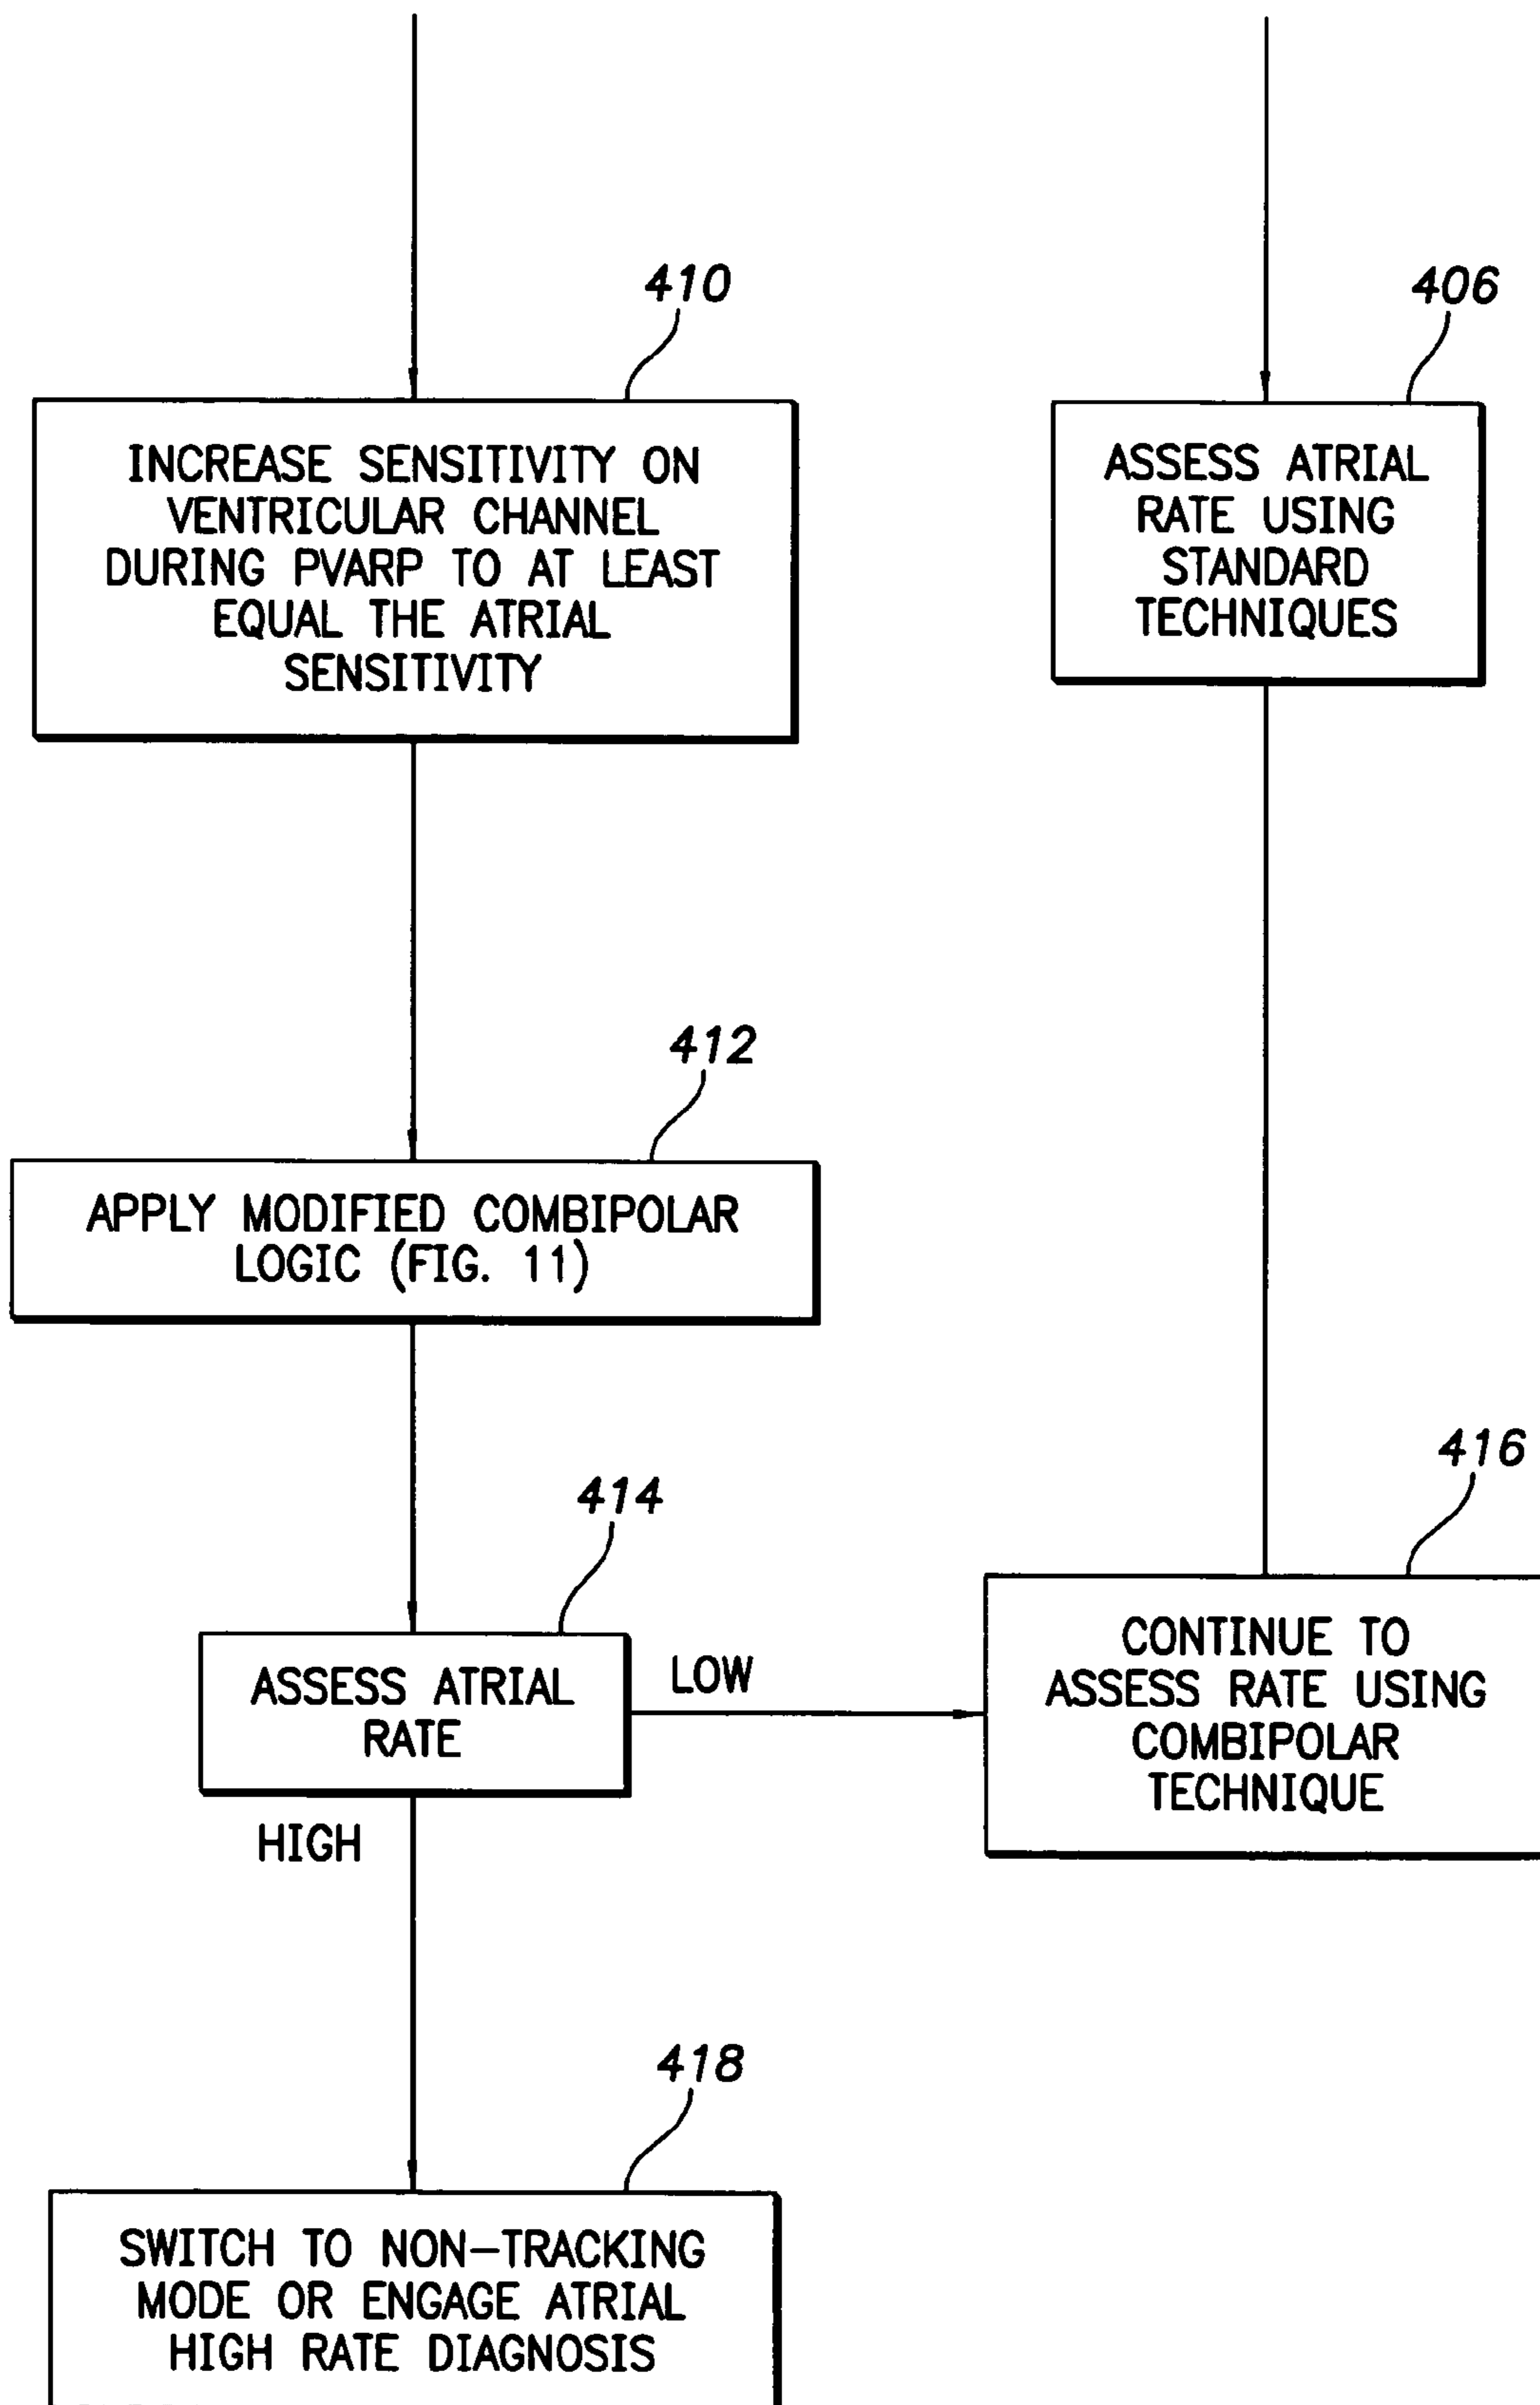 410
INCREASE SENSITIVITY ON
VENTRICULAR CHANNEL
DURING PVARP TO AT LEAST
EQUAL THE ATRIAL
SENSITIVITY
406
ASSESS ATRIAL
RATE USING
STANDARD
TECHNIQUES
412
APPLY MODIFIED COMBIPOLAR
LOGIC (FIG. 11)
414
ASSESS ATRIAL
RATE
LOW
HIGH
416
CONTINUE TO
ASSESS RATE USING
COMBIPOLAR
TECHNIQUE
418
SWITCH TO NON-TRACKING
MODE OR ENGAGE ATRIAL
HIGH RATE DIAGNOSIS